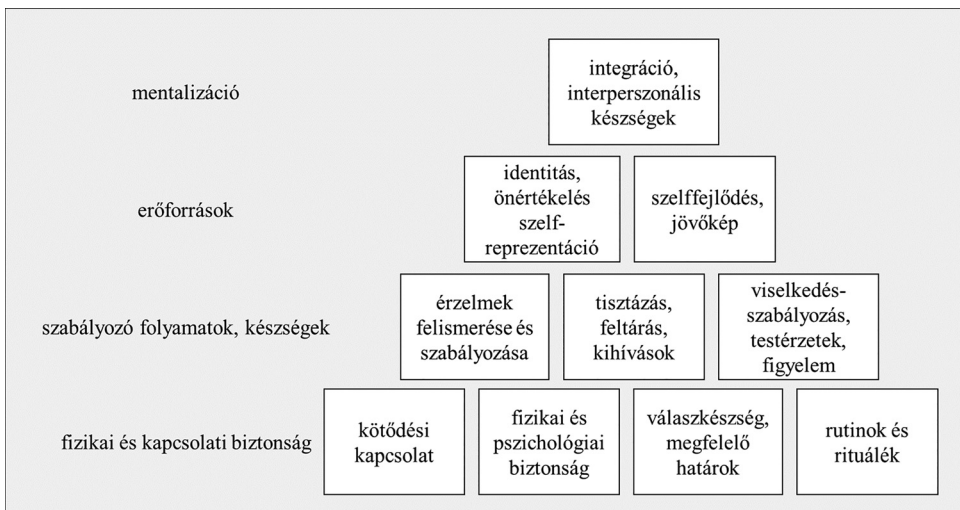 mentalizáció
integráció,
interperszonális
készségek
erőforrások
identitás,
önértékelés
szelf-
reprezentáció
szelffejlődés,
jövőkép
szabályozó folyamatok, készségek
érzelmek
felismerése és
szabályozása
tisztázás,
feltárás,
kihívások
viselkedés-
szabályozás,
testérzetek,
figyelem
fizikai és kapcsolati biztonság
kötődési
kapcsolat
fizikai és
pszichológiai
biztonság
válaszkészség,
megfelelő
határok
rutinok és
rituálék